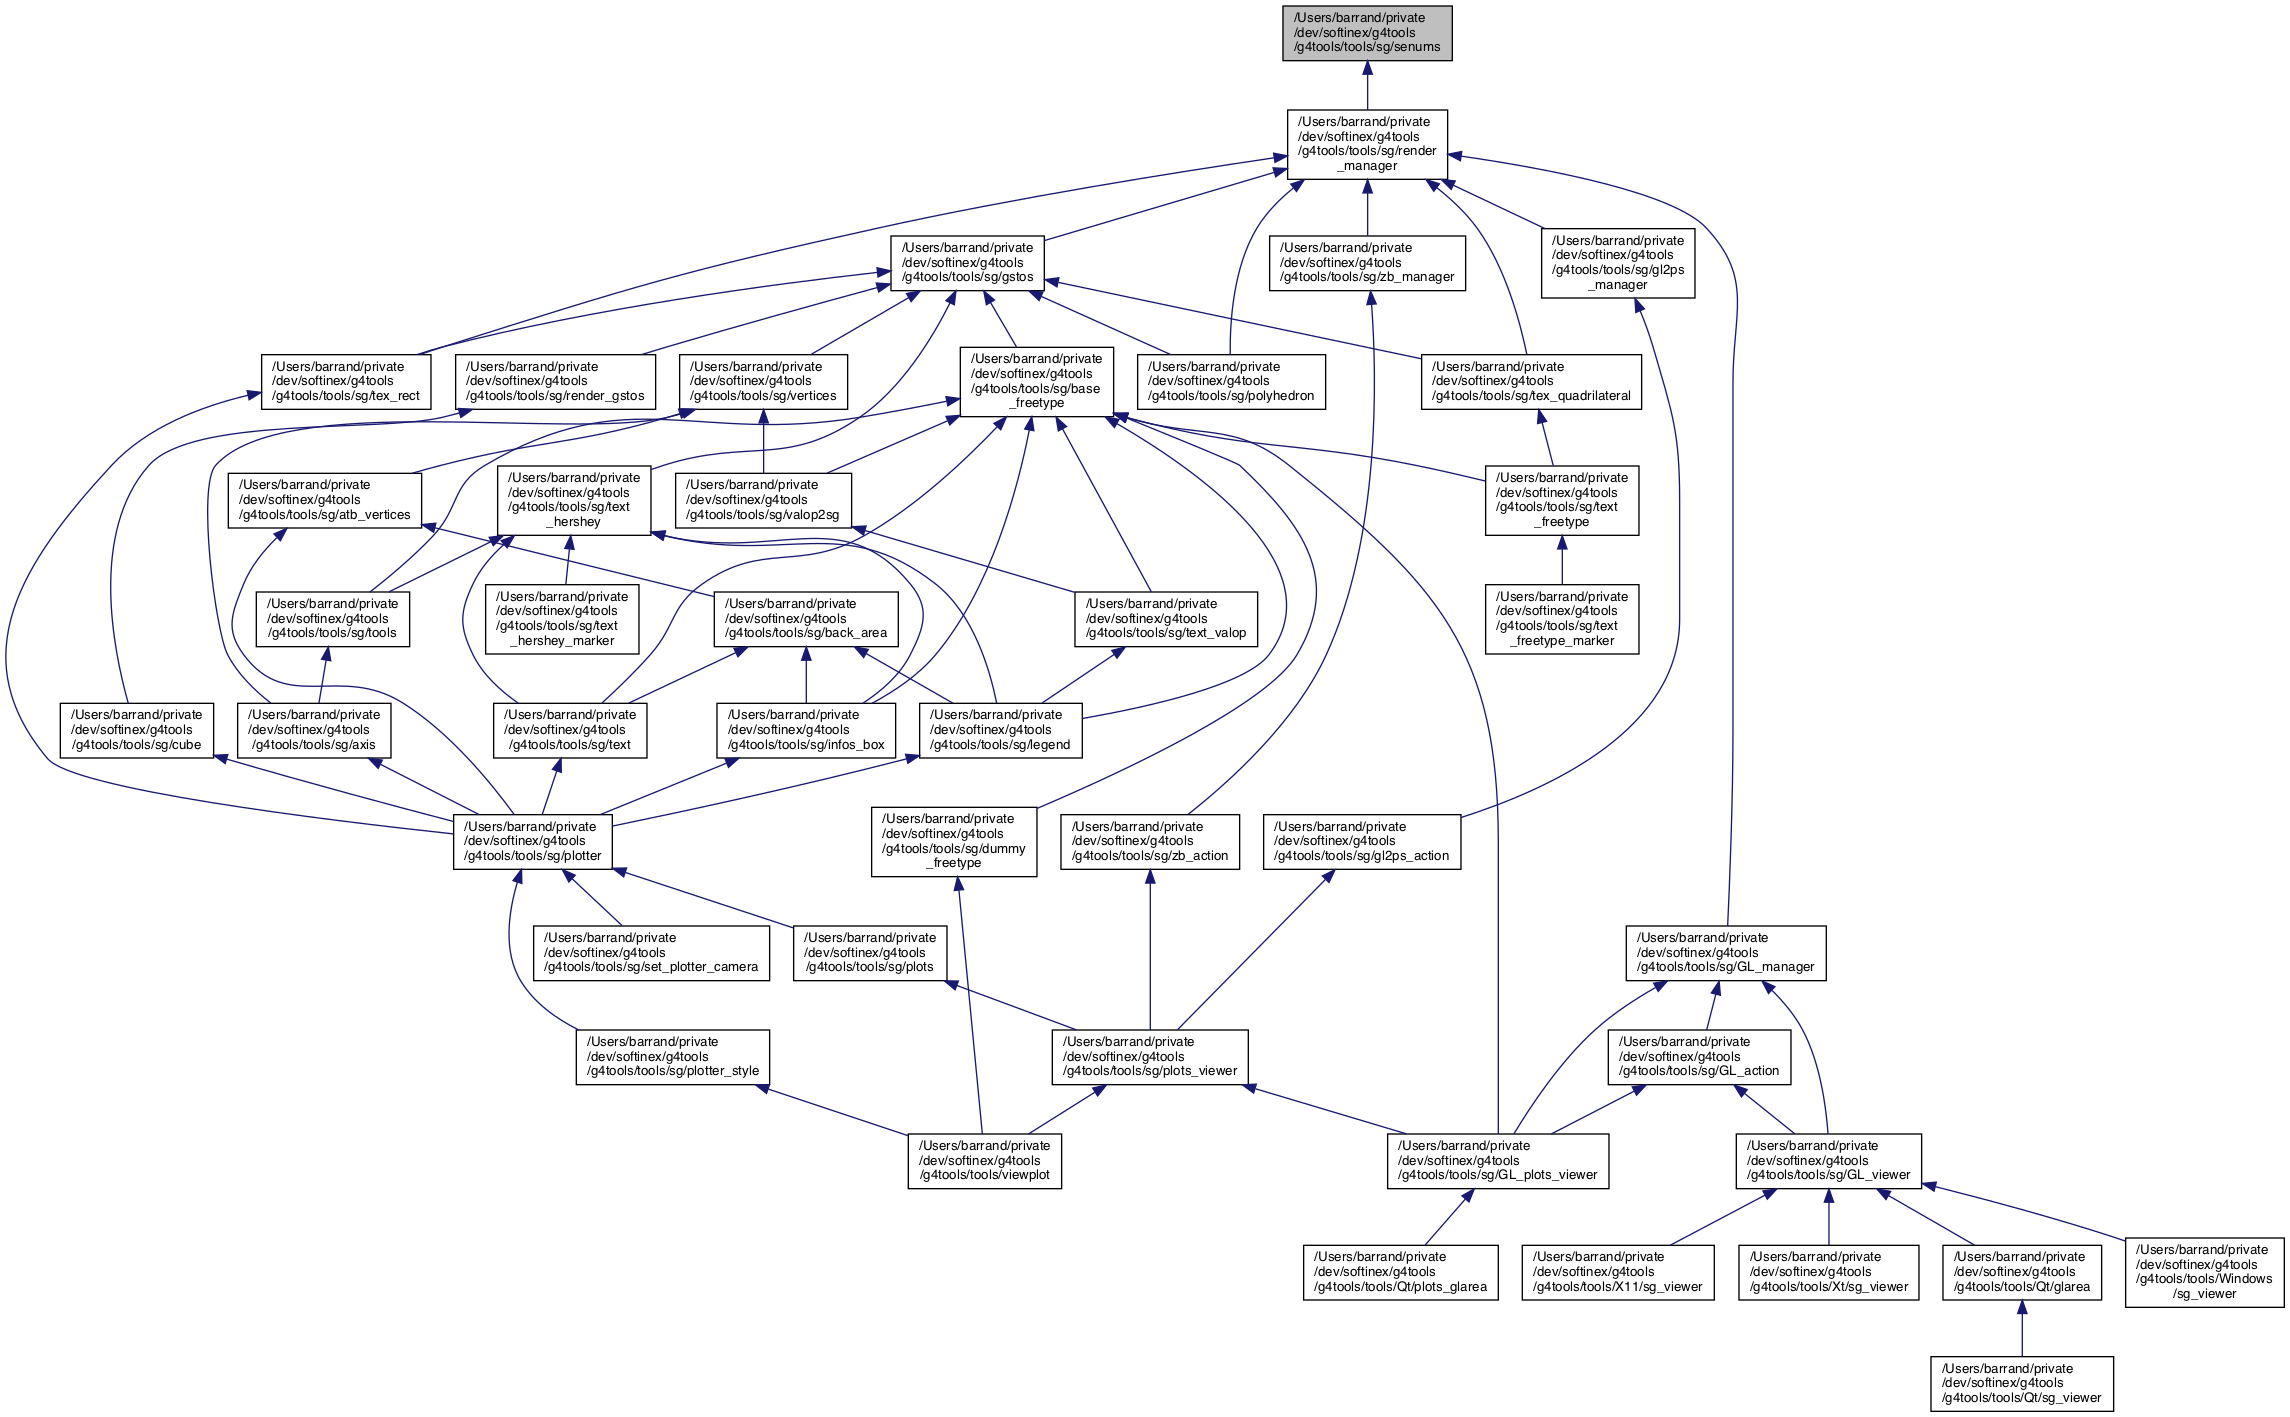 /Users/barrand/private
/dev/softinex/g4tools
/g4tools/tools/sg/senums
/Users/barrand/private
/dev/softinex/g4tools
/g4tools/tools/sg/render
_manager
/Users/barrand/private
/dev/softinex/g4tools
/g4tools/tools/sg/gstos
/Users/barrand/private
/dev/softinex/g4tools
/g4tools/tools/sg/zb_manager
/Users/barrand/private
/dev/softinex/g4tools
/g4tools/tools/sg/gl2ps
_manager
/Users/barrand/private
/dev/softinex/g4tools
/g4tools/tools/sg/tex_rect
/Users/barrand/private
/dev/softinex/g4tools
/g4tools/tools/sg/render_gstos
/Users/barrand/private
/dev/softinex/g4tools
/g4tools/tools/sg/vertices
/Users/barrand/private
/dev/softinex/g4tools
/g4tools/tools/sg/base
_freetype
/Users/barrand/private
/dev/softinex/g4tools
/g4tools/tools/sg/polyhedron
/Users/barrand/private
/dev/softinex/g4tools
/g4tools/tools/sg/tex_quadrilateral
/Users/barrand/private
/dev/softinex/g4tools
/g4tools/tools/sg/atb_vertices
/Users/barrand/private
/dev/softinex/g4tools
/g4tools/tools/sg/text
_hershey
/Users/barrand/private
/dev/softinex/g4tools
/g4tools/tools/sg/valop2sg
/Users/barrand/private
/dev/softinex/g4tools
/g4tools/tools/sg/text
_freetype
/Users/barrand/private
/dev/softinex/g4tools
/g4tools/tools/sg/tools
/Users/barrand/private
/dev/softinex/g4tools
/g4tools/tools/sg/text
_hershey_marker
/Users/barrand/private
/dev/softinex/g4tools
/g4tools/tools/sg/back_area
/Users/barrand/private
/dev/softinex/g4tools
/g4tools/tools/sg/text_valop
/Users/barrand/private
/dev/softinex/g4tools
/g4tools/tools/sg/text
_freetype_marker
/Users/barrand/private
/dev/softinex/g4tools
/g4tools/tools/sg/cube
/Users/barrand/private
/dev/softinex/g4tools
/g4tools/tools/sg/axis
/Users/barrand/private
/dev/softinex/g4tools
/g4tools/tools/sg/text
/Users/barrand/private
/dev/softinex/g4tools
/g4tools/tools/sg/infos_box
/Users/barrand/private
/dev/softinex/g4tools
/g4tools/tools/sg/legend
/Users/barrand/private
/dev/softinex/g4tools
/g4tools/tools/sg/plotter
/Users/barrand/private
/dev/softinex/g4tools
/g4tools/tools/sg/dummy
_freetype
/Users/barrand/private
/dev/softinex/g4tools
/g4tools/tools/sg/zb_action
/Users/barrand/private
/dev/softinex/g4tools
/g4tools/tools/sg/gl2ps_action
/Users/barrand/private
/dev/softinex/g4tools
/g4tools/tools/sg/set_plotter_camera
/Users/barrand/private
/dev/softinex/g4tools
/g4tools/tools/sg/plots
/Users/barrand/private
/dev/softinex/g4tools
/g4tools/tools/sg/GL_manager
/Users/barrand/private
/dev/softinex/g4tools
/g4tools/tools/sg/plotter_style
/Users/barrand/private
/dev/softinex/g4tools
/g4tools/tools/sg/plots_viewer
/Users/barrand/private
/dev/softinex/g4tools
/g4tools/tools/sg/GL_action
/Users/barrand/private
/dev/softinex/g4tools
/g4tools/tools/viewplot
/Users/barrand/private
/dev/softinex/g4tools
/g4tools/tools/sg/GL_plots_viewer
/Users/barrand/private
/dev/softinex/g4tools
/g4tools/tools/sg/GL_viewer
/Users/barrand/private
/dev/softinex/g4tools
/g4tools/tools/Qt/plots_glarea
/Users/barrand/private
/dev/softinex/g4tools
/g4tools/tools/X11/sg_viewer
/Users/barrand/private
/dev/softinex/g4tools
/g4tools/tools/Xt/sg_viewer
/Users/barrand/private
/dev/softinex/g4tools
/g4tools/tools/Qt/glarea
/Users/barrand/private
/dev/softinex/g4tools
/g4tools/tools/Windows
/sg_viewer
/Users/barrand/private
/dev/softinex/g4tools
/g4tools/tools/Qt/sg_viewer